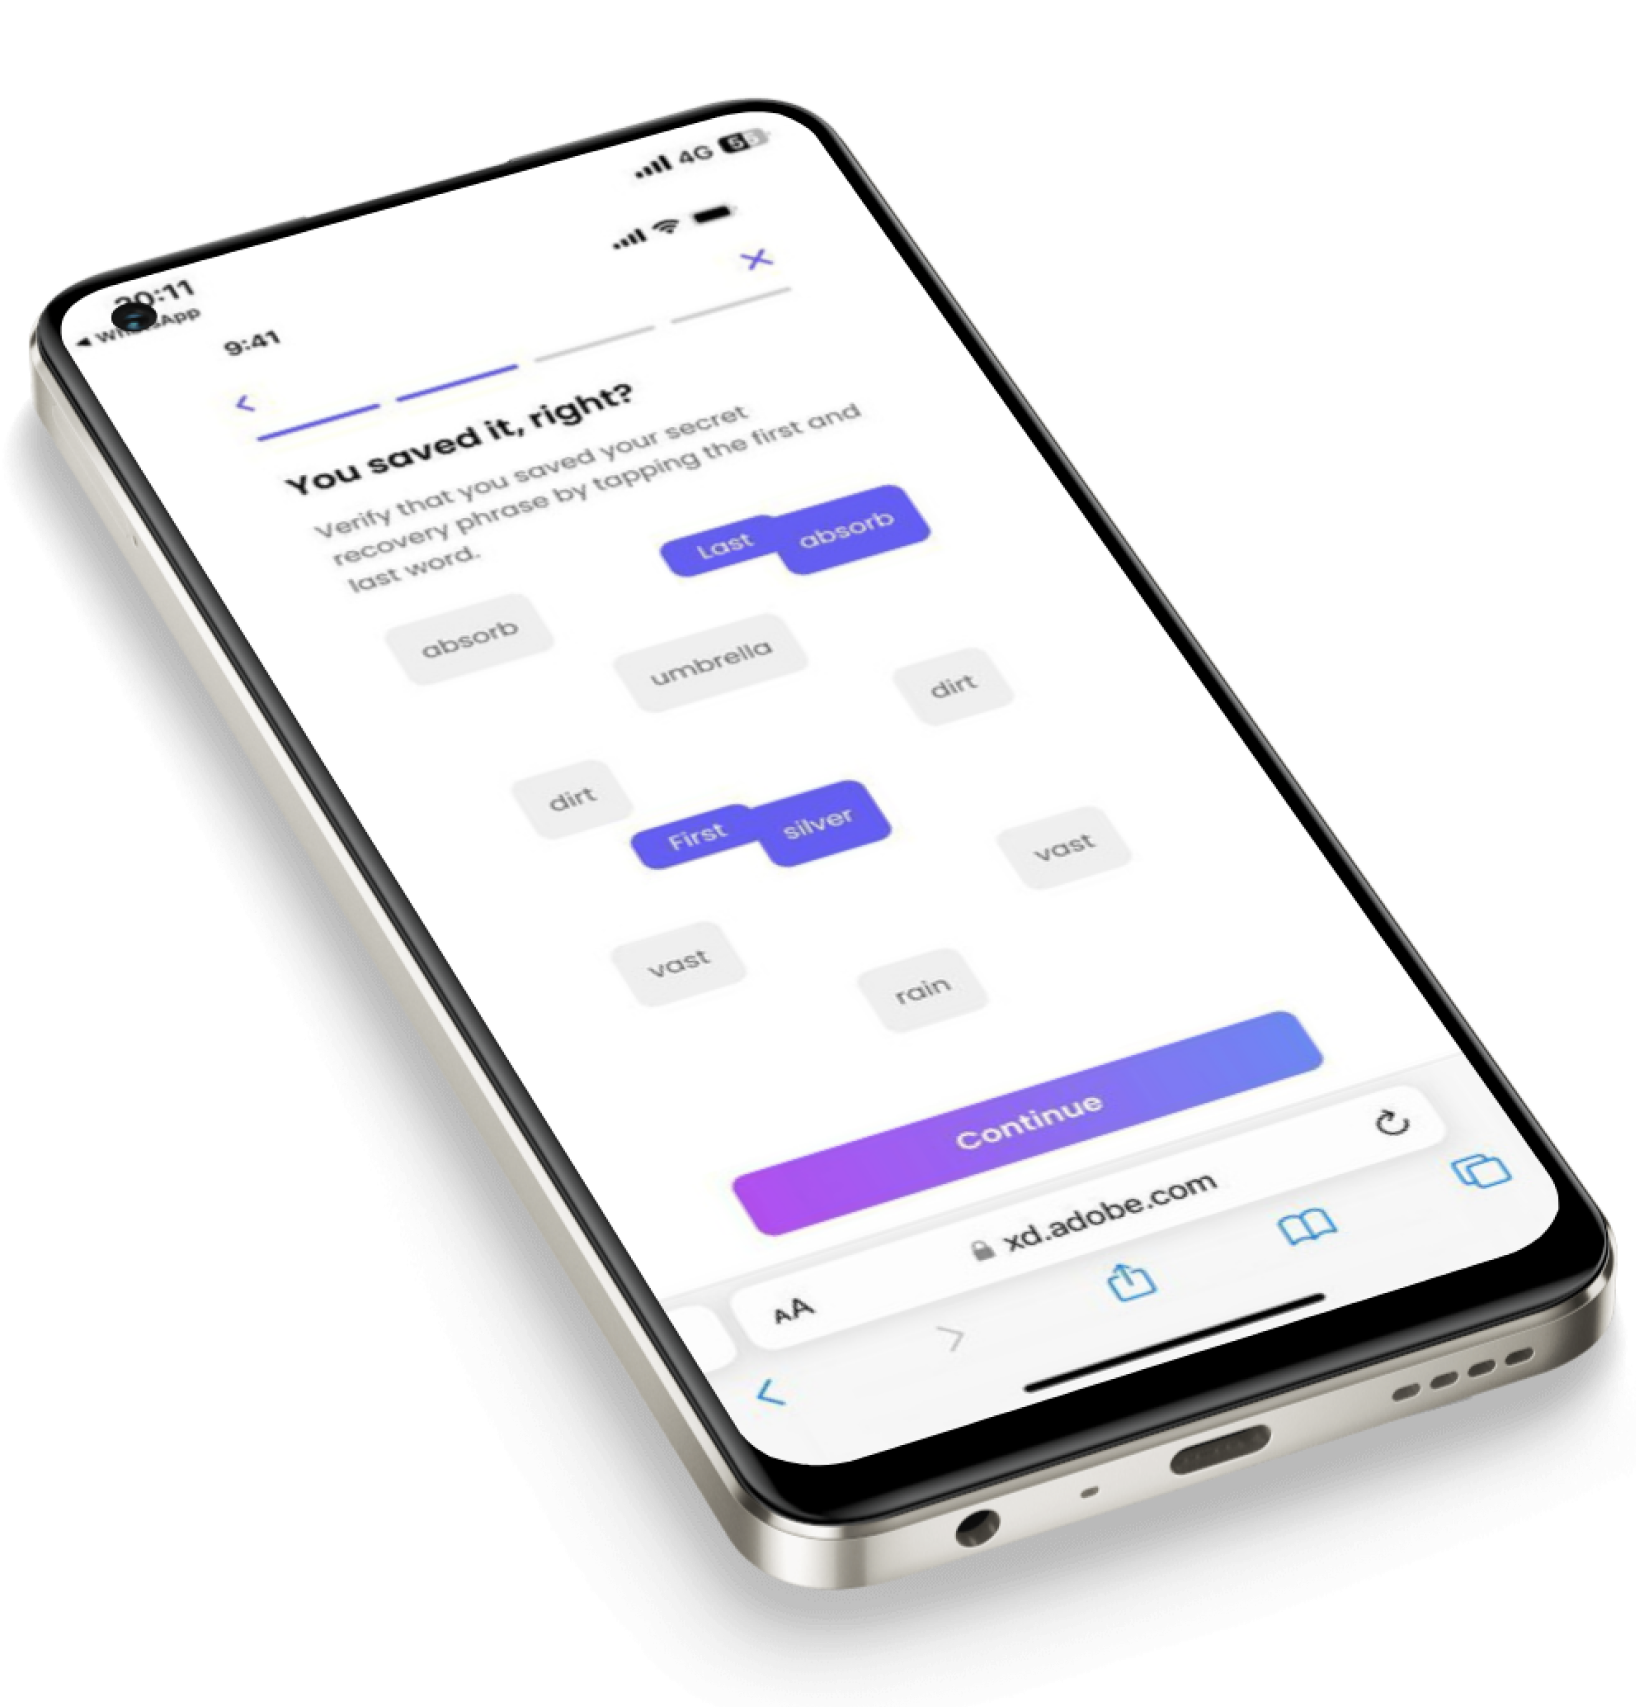 4G 55
20:11
WhatsApp
9:41
You saved it, right?
Verify that you saved your secret
recovery phrase by tapping the first and
last word.
Last absorb
absorb
umbrella
dirt
dirt
First silver
vast
vast
rain
Continue
AA
xd.adobe.com